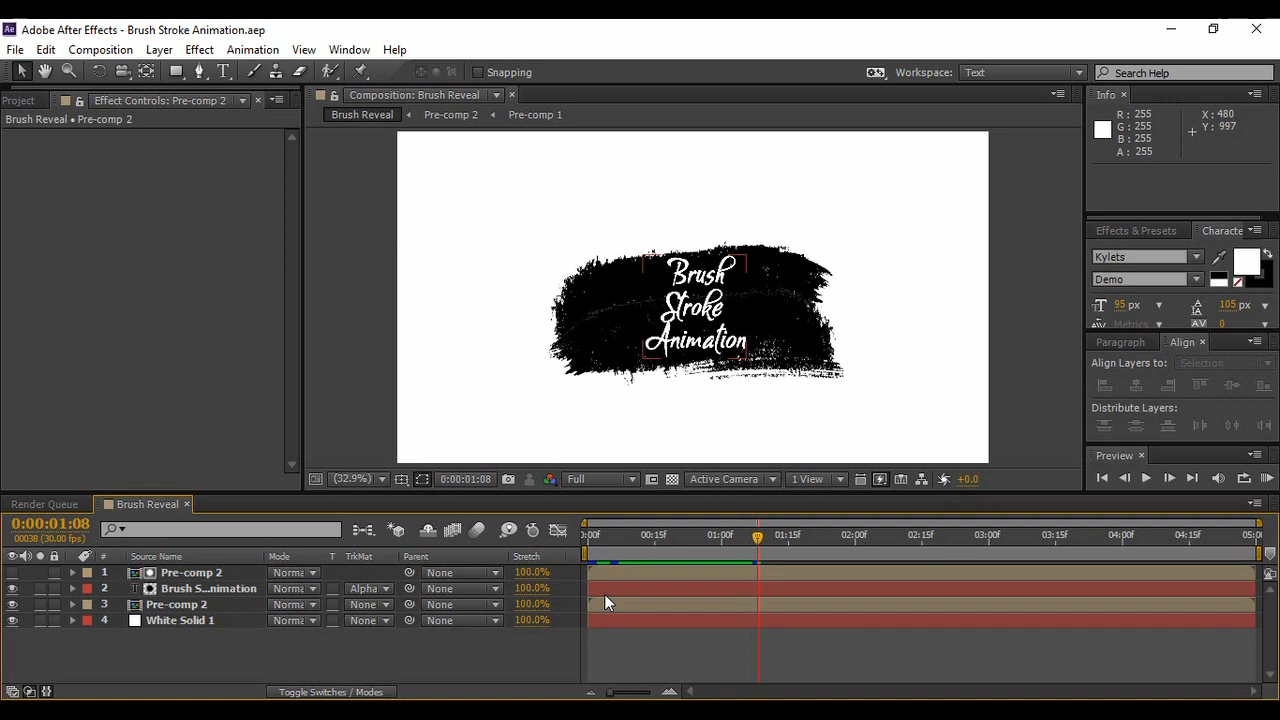 Ae Adobe After Effects - Brush Stroke Animation.aep
File Edit Composition Layer Effect Animation View Window Help
Snapping Workspace: Text Search Help
Project Effect Controls: Pre-comp 2 Composition: Brush Reveal Info
Brush Reveal • Pre-comp 2
Brush Reveal Pre-comp 2 Pre-comp 1
R: 255
G: 255
B: 255
A: 255
X: 480
Y: 997
Brush
Stroke
Animation
Effects & Presets Characte
Kylets
Demo
95 px 105 px
Metrics 0
Paragraph Align
Align Layers to: Selection
Distribute Layers:
Preview
(32.9%) 0:00:01:08 Full Active Camera 1 View +0.0
Render Queue Brush Reveal
0:00:01:08
00038 (30.00 fps)
0:00f 00:15f 01:00f 01:15f 02:00f 02:15f 03:00f 03:15f 04:00f 04:15f 05:0
# Source Name Mode T TrkMat Parent Stretch
1 Pre-comp 2 Norma None 100.0%
2 T Brush S...nimation Norma Alpha None 100.0%
3 Pre-comp 2 Norma None None 100.0%
4 White Solid 1 Norma None None 100.0%
Toggle Switches / Modes